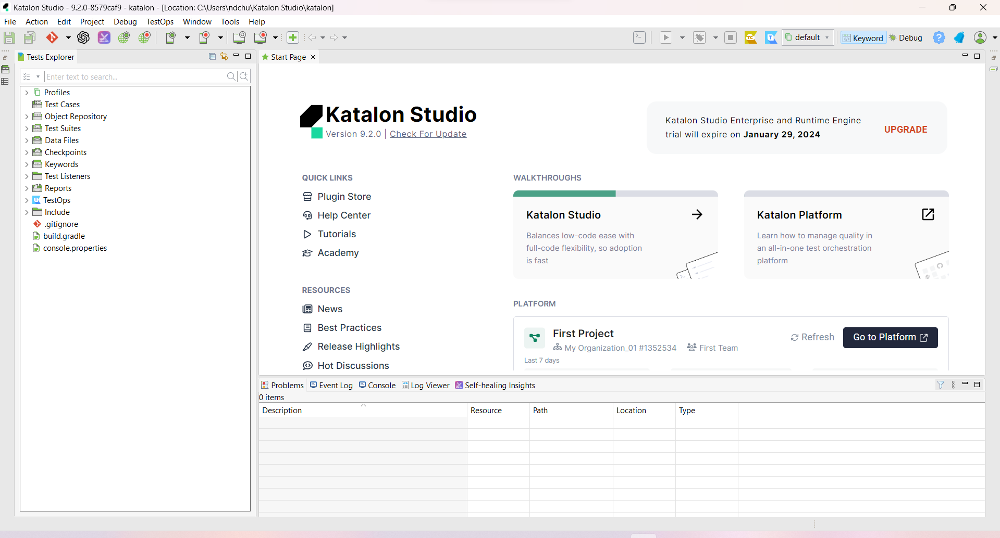 Katalon Studio - 9.2.0-8579caf9 - katalon - [Location: C:\Users\ndchu\Katalon Studio\katalon]
File Action Edit Project Debug TestOps Window Tools Help
default Keyword Debug
Tests Explorer
Start Page
Enter text to search...
Profiles
Test Cases
Object Repository
Test Suites
Data Files
Checkpoints
Keywords
Test Listeners
Reports
TestOps
Include
.gitignore
build.gradle
console.properties
Katalon Studio
Version 9.2.0 | Check For Update
Katalon Studio Enterprise and Runtime Engine
trial will expire on January 29, 2024
UPGRADE
QUICK LINKS
Plugin Store
Help Center
Tutorials
Academy
RESOURCES
News
Best Practices
Release Highlights
Hot Discussions
WALKTHROUGHS
Katalon Studio
Balances low-code ease with
full-code flexibility, so adoption
is fast
Katalon Platform
Learn how to manage quality in
an all-in-one test orchestration
platform
PLATFORM
First Project
My Organization_01 #1352534 First Team
Refresh
Go to Platform
Last 7 days
Problems Event Log Console Log Viewer Self-healing Insights
0 items
Description Resource Path Location Type